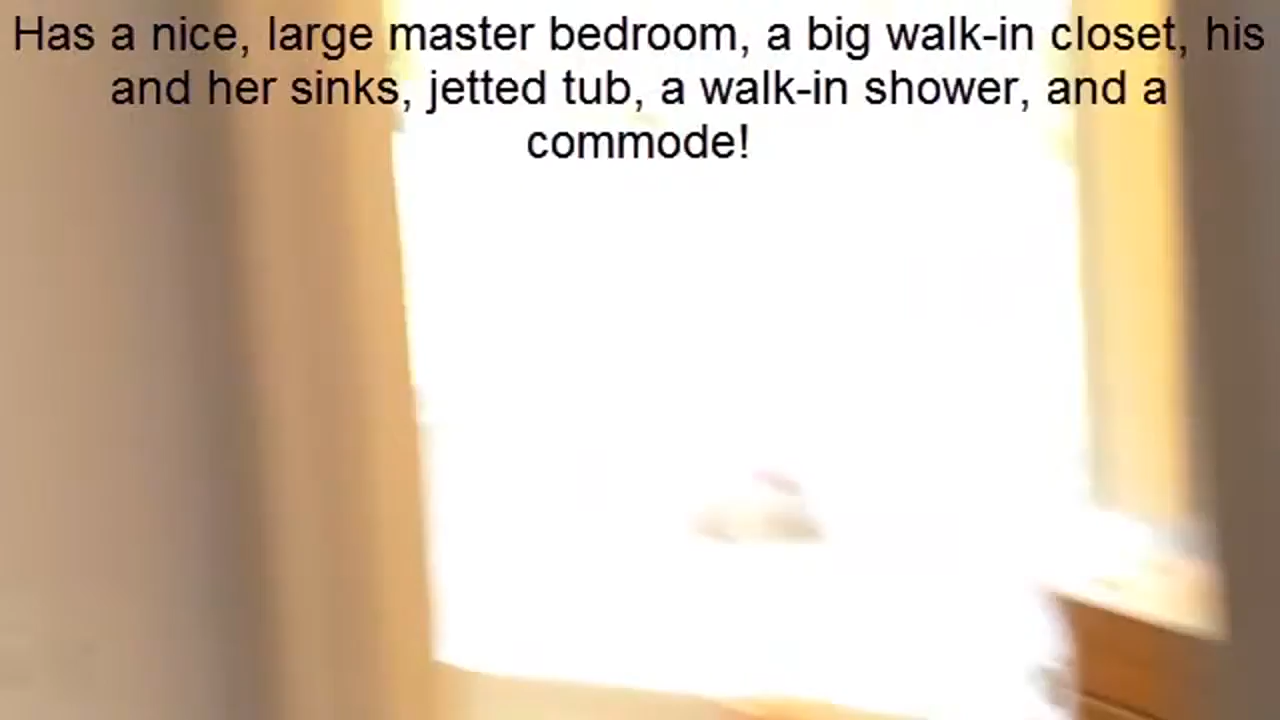 Has a nice, large master bedroom, a big walk-in closet, his
and her sinks, jetted tub, a walk-in shower, and a
commode!